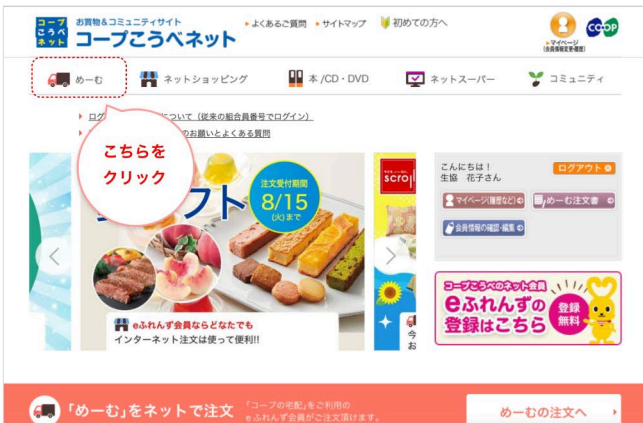 コープ
こうべ
ネット
お買物&コミュニティサイト
コープこうべネット
よくあるご質問
サイトマップ
初めての方へ
マイページ
(会員情報変更・履歴)
CO・OP
めーむ
ネットショッピング
本/CD・DVD
ネットスーパー
コミュニティ
ログ
について（従来の組合員番号でログイン）
のお願いとよくある質問
こちらを
クリック
フト
注文受付期間
8/15
(火)まで
eふれんず会員ならどなたでも
インターネット注文は使って便利!!
scro
今
お
こんにちは！
生協 花子さん
ログアウト
マイページ(履歴など)
めーむ注文書
会員情報の確認・編集
コープこうべのネット会員
eふれんずの
登録はこちら
登録
無料
「めーむ」をネットで注文
「コープの宅配」をご利用の
eふれんず会員がご注文頂けます。
めーむの注文へ